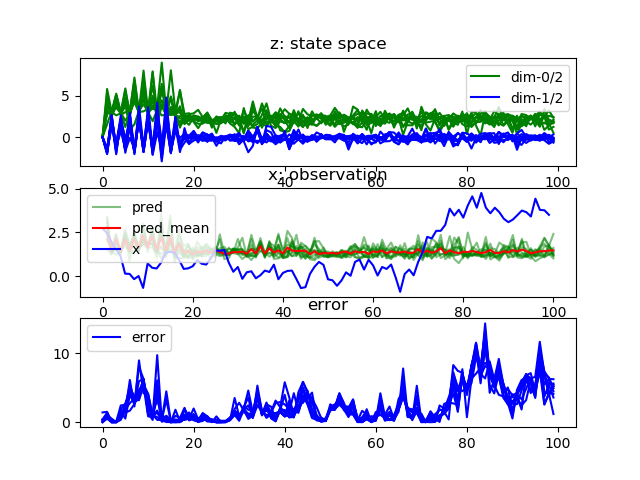 z: state space
5
0
dim-0/2
dim-1/2
0 20 40 60 80 100
x: observation
5.0
2.5
0.0
pred
pred_mean
x
0 20 40 60 80 100
error
10
0
error
0 20 40 60 80 100